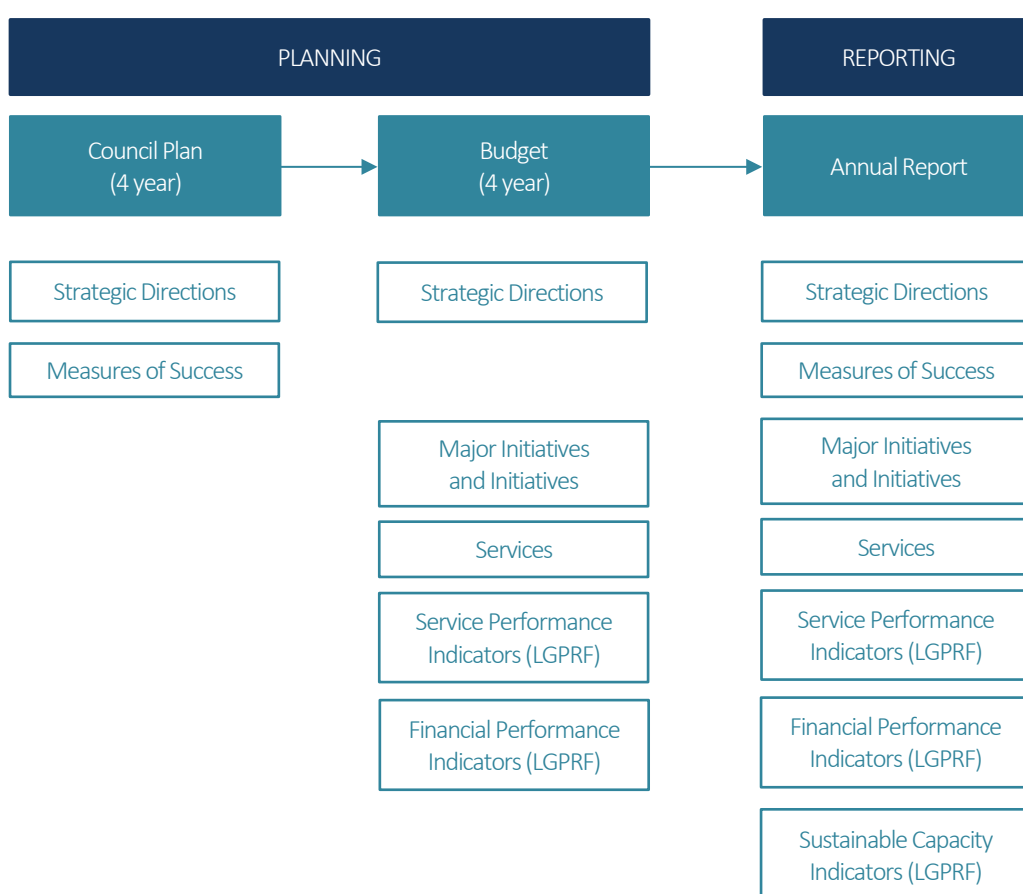 PLANNING
REPORTING
Council Plan
(4 year)
Budget
(4 year)
Annual Report
Strategic Directions
Strategic Directions
Strategic Directions
Measures of Success
Measures of Success
Major Initiatives
and Initiatives
Major Initiatives
and Initiatives
Services
Services
Service Performance
Indicators (LGPRF)
Service Performance
Indicators (LGPRF)
Financial Performance
Indicators (LGPRF)
Financial Performance
Indicators (LGPRF)
Sustainable Capacity
Indicators (LGPRF)